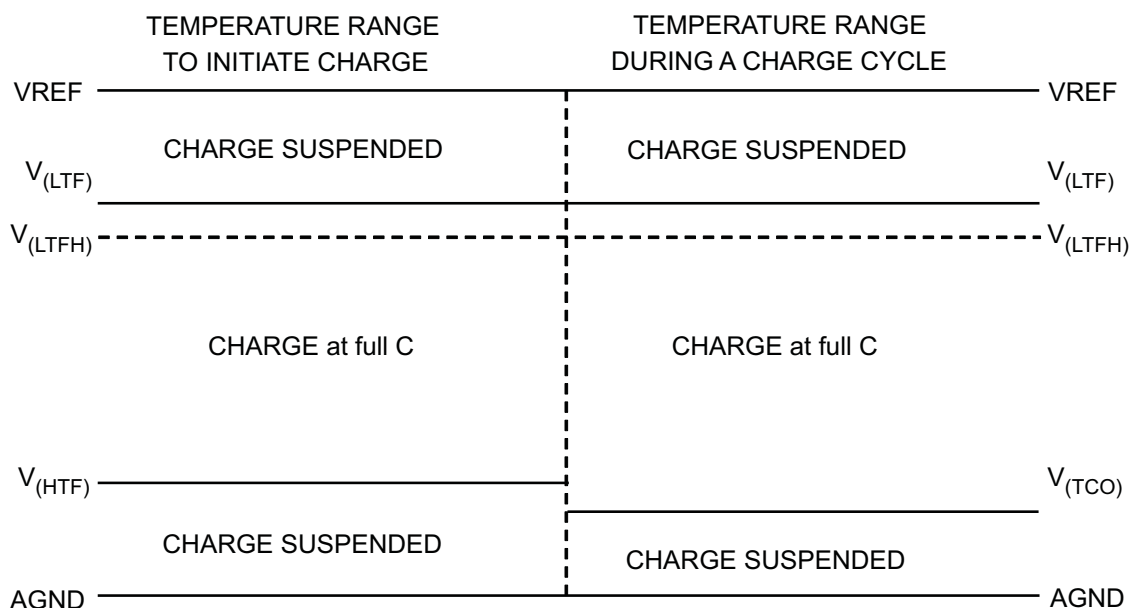 TEMPERATURE RANGE
TO INITIATE CHARGE
TEMPERATURE RANGE
DURING A CHARGE CYCLE
VREF
VREF
CHARGE SUSPENDED
CHARGE SUSPENDED
V(LTF)
V(LTF)
V(LTFH)
V(LTFH)
CHARGE at full C
CHARGE at full C
V(HTF)
V(TCO)
CHARGE SUSPENDED
CHARGE SUSPENDED
AGND
AGND